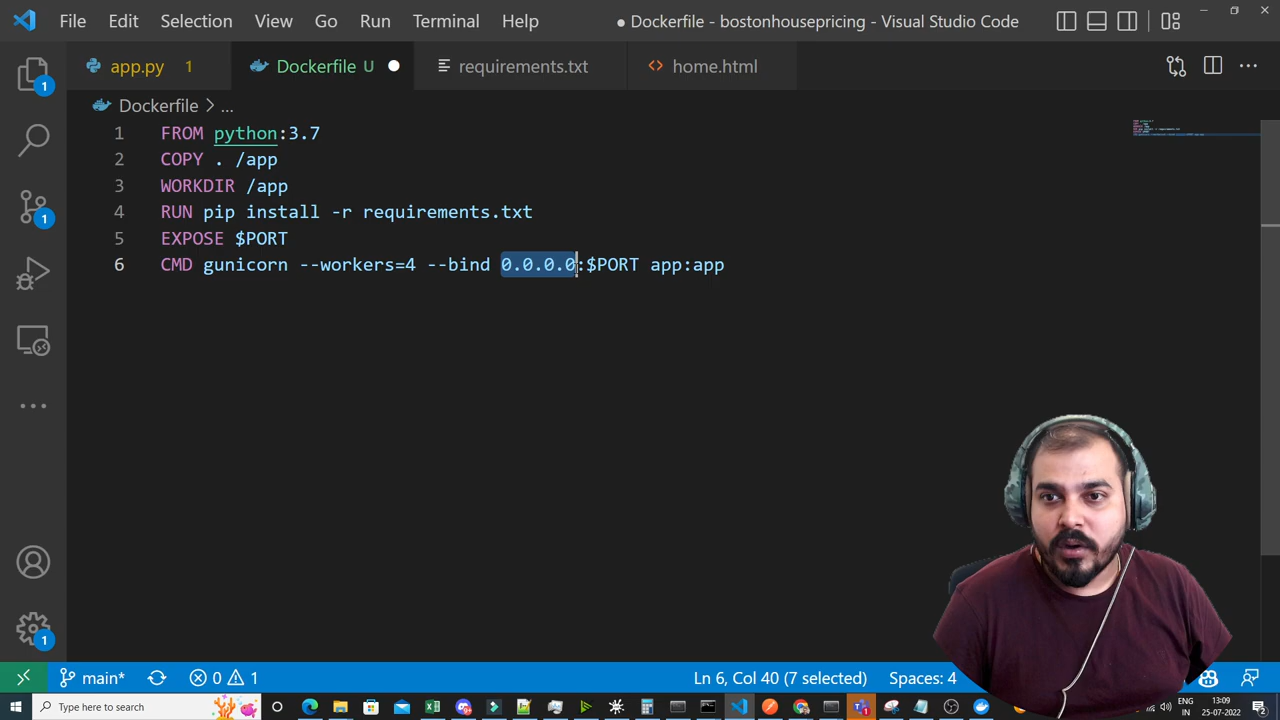 File Edit Selection View Go Run Terminal Help ● Dockerfile - bostonhousepricing - Visual Studio Code
app.py 1 Dockerfile U ● requirements.txt home.html
Dockerfile > ...
1 FROM python:3.7
2 COPY . /app
3 WORKDIR /app
4 RUN pip install -r requirements.txt
5 EXPOSE $PORT
6 CMD gunicorn --workers=4 --bind 0.0.0.0:$PORT app:app
1
1
1
main* 0 1 Ln 6, Col 40 (7 selected) Spaces: 4
Type here to search
ENG
IN
13:09
25-07-2022